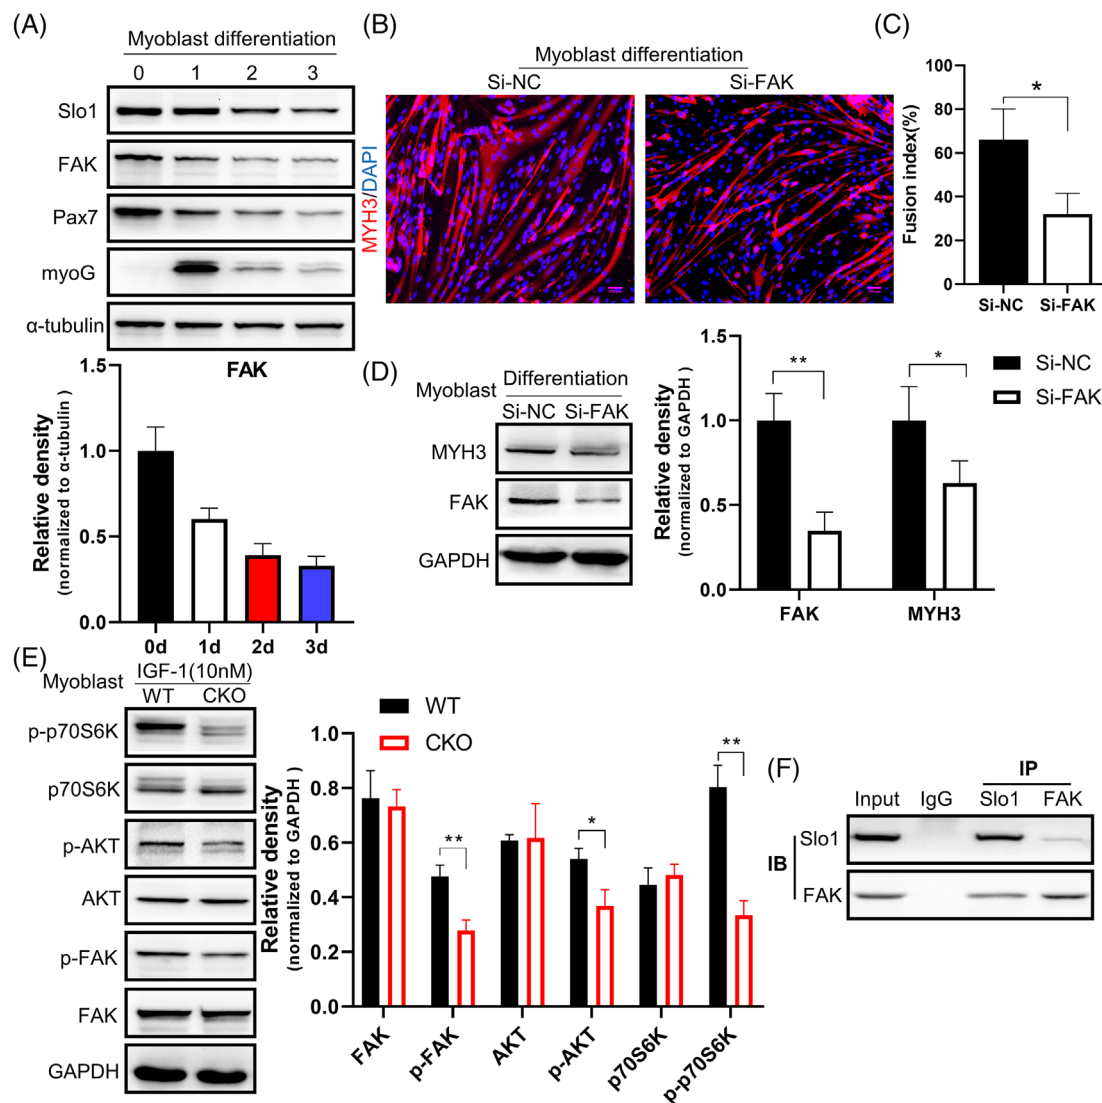 (A)
Myoblast differentiation
0 1 2 3
Slo1
FAK
Pax7
myoG
α-tubulin
FAK
Relative density
(normalized to α-tubulin )
1.5
1.0
0.5
0.0
0d 1d 2d 3d
(B)
Myoblast differentiation
Si-NC Si-FAK
MYH3/DAPI
(C)
Fusion index(%)
100
80
60
40
20
0
*
Si-NC Si-FAK
(D)
Myoblast
Differentiation
Si-NC Si-FAK
MYH3
FAK
GAPDH
Relative density
(normalized to GAPDH )
1.5
1.0
0.5
0.0
** *
FAK MYH3
Si-NC
Si-FAK
(E)
Myoblast
IGF-1(10nM)
WT CKO
p-p70S6K
p70S6K
p-AKT
AKT
p-FAK
FAK
GAPDH
Relative density
(normalized to GAPDH )
1.0
0.8
0.6
0.4
0.2
0.0
WT
CKO
** * **
FAK p-FAK AKT p-AKT p70S6K p-p70S6K
(F)
IP
Input IgG Slo1 FAK
IB
Slo1
FAK